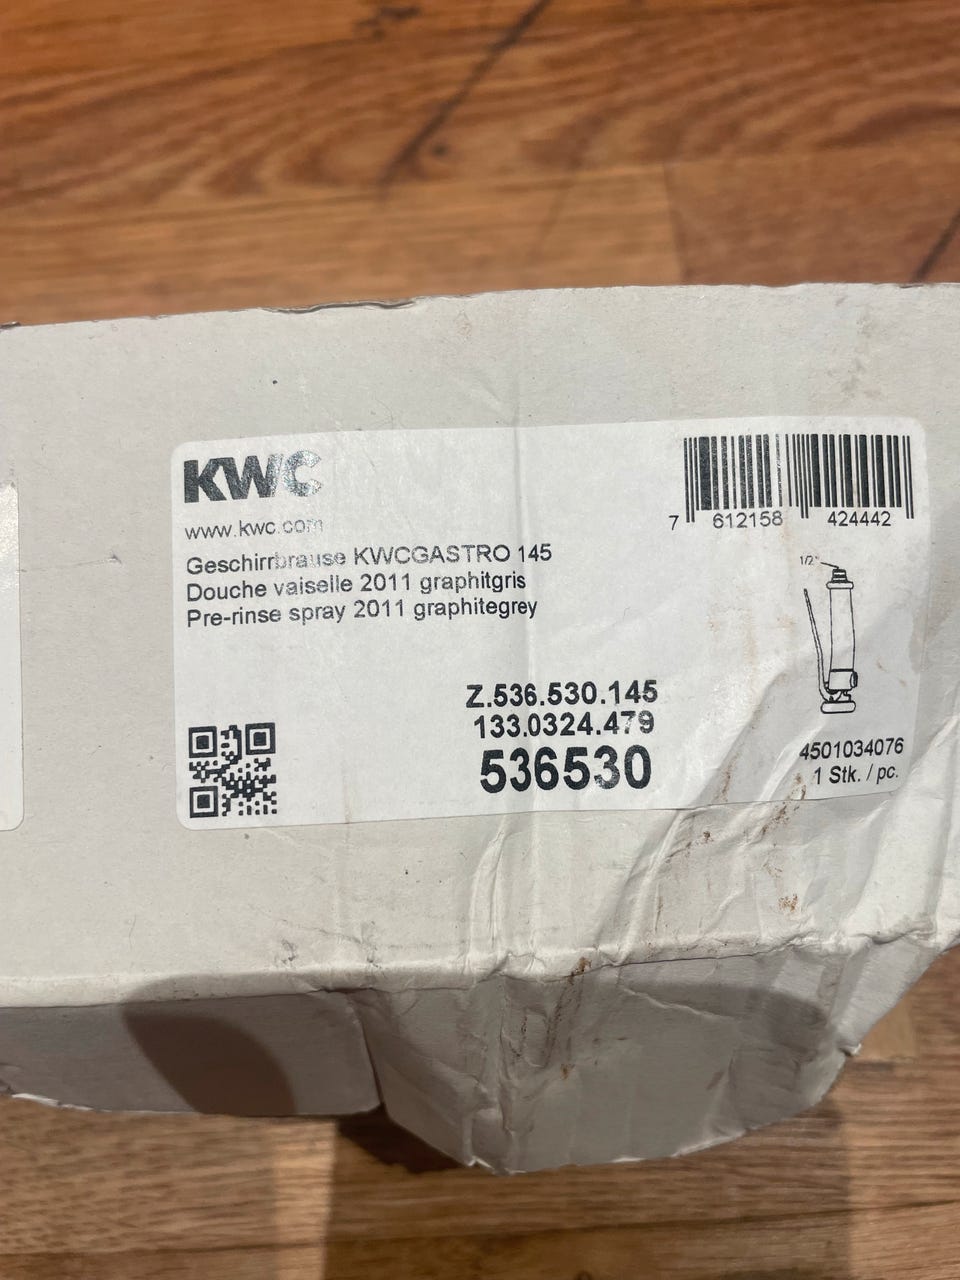 KWC
www.kwc.com
Geschirrbrause KWCGASTRO 145
Douche vaiselle 2011 graphitgris
Pre-rinse spray 2011 graphitegrey
7 612158 424442
1/2"
Z.536.530.145
133.0324.479
536530
4501034076
1 Stk. / pc.